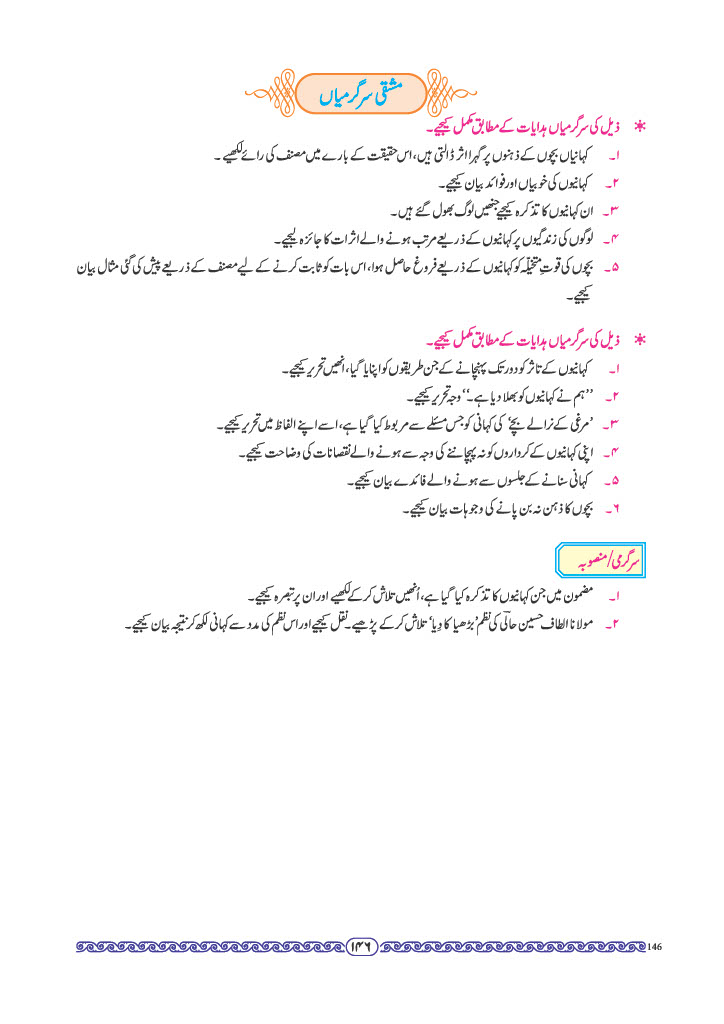 مشقی سرگرمیاں
ذیل کی سرگرمیاں ہدایات کے مطابق مکمل کیجیے۔
۱۔ کہانیاں بچوں کے ذہنوں پر گہرا اثر ڈالتی ہیں، اس حقیقت کے بارے میں مصنف کی رائے لکھیے ۔
۲۔ کہانیوں کی خوبیاں اور فوائد بیان کیجیے۔
۳۔ ان کہانیوں کا تذکرہ کیجیے جنھیں لوگ بھول گئے ہیں۔
۴۔ لوگوں کی زندگیوں پر کہانیوں کے ذریعے مرتب ہونے والے اثرات کا جائزہ لیجیے۔
۵۔ بچوں کی قوتِ متخیلّہ کو کہانیوں کے ذریعے فروغ حاصل ہوا، اس بات کو ثابت کرنے کے لیے مصنف کے ذریعے پیش کی گئی مثال بیان
کیجیے۔
ذیل کی سرگرمیاں ہدایات کے مطابق مکمل کیجیے۔
۱۔ کہانیوں کے تاثر کو دور تک پہنچانے کے جن طریقوں کو اپنایا گیا، انھیں تحریر کیجیے۔
۲۔ ’’ہم نے کہانیوں کو بھلا دیا ہے۔‘‘ وجہ تحریر کیجیے۔
۳۔ ’مرغی کے نرالے بچے‘ کی کہانی کو جس مسئلے سے مربوط کیا گیا ہے، اسے اپنے الفاظ میں تحریر کیجیے۔
۴۔ اپنی کہانیوں کے کرداروں کو نہ پہچاننے کی وجہ سے ہونے والے نقصانات کی وضاحت کیجیے۔
۵۔ کہانی سنانے کے جلسوں سے ہونے والے فائدے بیان کیجیے۔
۶۔ بچوں کا ذہن نہ بن پانے کی وجوہات بیان کیجیے۔
سرگرمی/منصوبہ
۱۔ مضمون میں جن کہانیوں کا تذکرہ کیا گیا ہے، اُنھیں تلاش کرکے لکھیے اور ان پر تبصرہ کیجیے۔
۲۔ مولانا الطاف حسین حالؔی کی نظم ’بڑھیا کا دِیا‘ تلاش کرکے پڑھیے۔ نقل کیجیے اور اس نظم کی مدد سے کہانی لکھ کر نتیجہ بیان کیجیے۔
۱۴۶
146